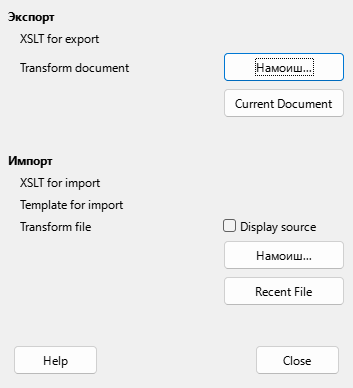 Экспорт
XSLT for export
Transform document
Намоиш...
Current Document
Импорт
XSLT for import
Template for import
Transform file
Display source
Намоиш...
Recent File
Help
Close